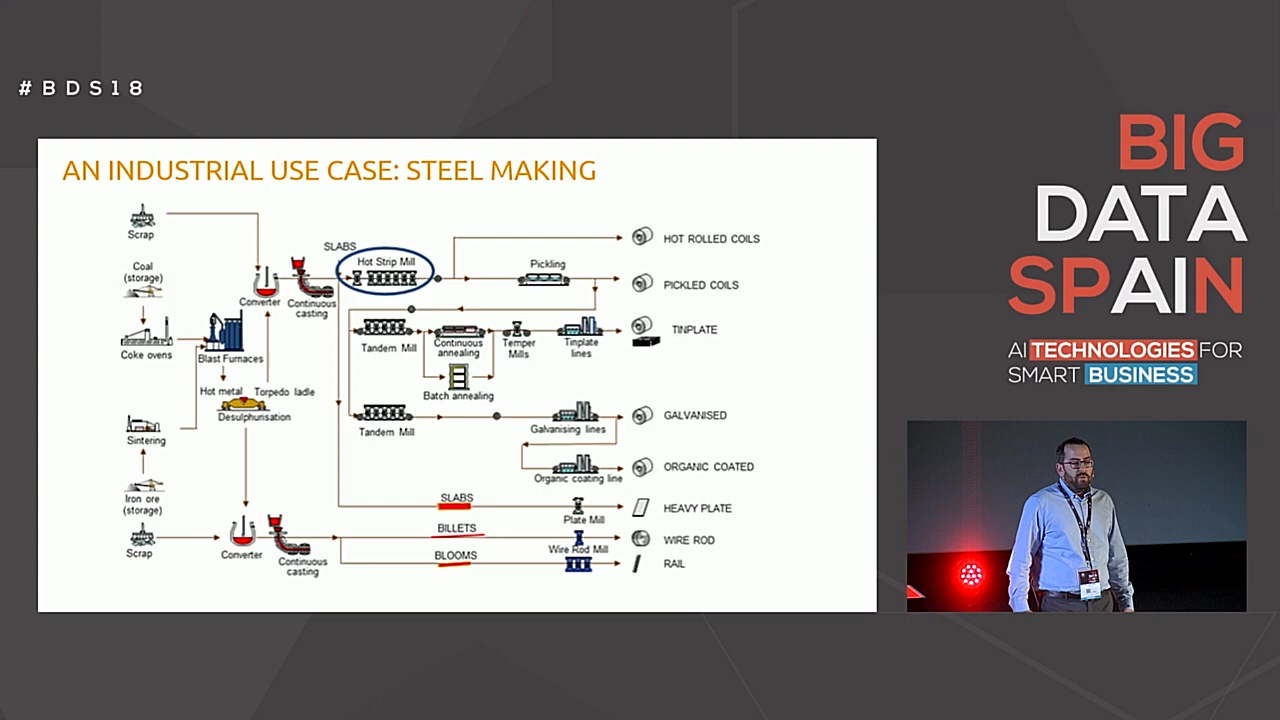 #BDS18
AN INDUSTRIAL USE CASE: STEEL MAKING
Scrap
Coal
(storage)
Coke ovens
Sintering
Iron ore
(storage)
Scrap
Converter
Continuous
casting
Blast Furnaces
Hot metal
Torpedo ladle
Desulphunsation
Converter
Continuous
casting
SLABS
Hot Strip Mill
Pickling
Tandem Mill
Continuous
annealing
Temper
Mills
Tinplate
lines
Batch annealing
Tandem Mill
Galvanising lines
Organic coating line
SLABS
Plate Mill
BILLETS
Wire Rod Mill
BLOOMS
HOT ROLLED COILS
PICKLED COILS
TINPLATE
GALVANISED
ORGANIC COATED
HEAVY PLATE
WIRE ROD
RAIL
BIG
DATA
SPAIN
AI TECHNOLOGIES FOR
SMART BUSINESS